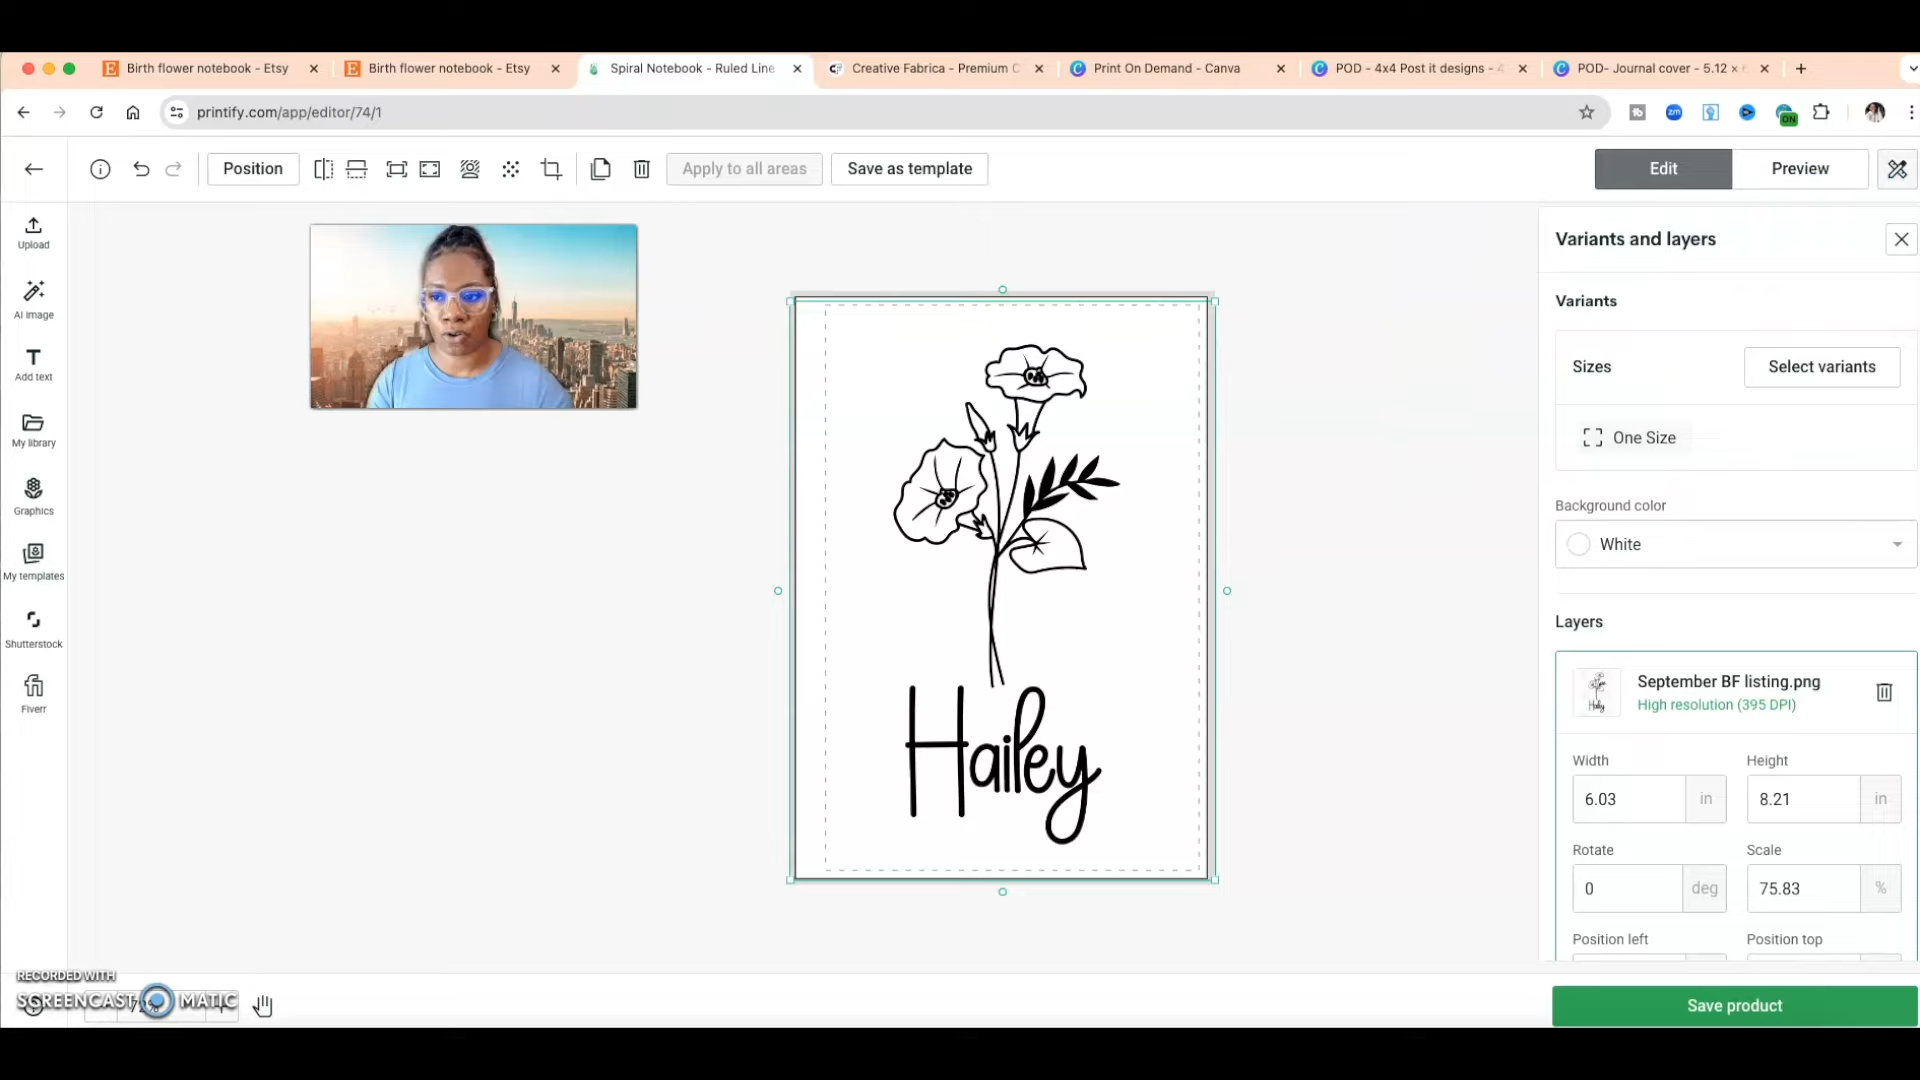 Birth flower notebook - Etsy
Birth flower notebook - Etsy
Spiral Notebook - Ruled Line
Creative Fabrica - Premium C
Print On Demand - Canva
POD - 4x4 Post it designs - 4
POD- Journal cover - 5.12 ×
printify.com/app/editor/74/1
zm
ON
Position
Apply to all areas
Save as template
Edit
Preview
Upload
AI image
Add text
My library
Graphics
My templates
Shutterstock
Fiverr
Hailey
Variants and layers
Variants
Sizes
Select variants
One Size
Background color
White
Layers
September BF listing.png
High resolution (395 DPI)
Width
Height
6.03 in
8.21 in
Rotate
Scale
0 deg
75.83 %
Position left
Position top
RECORDED WITH
SCREENCAST MATIC
Save product